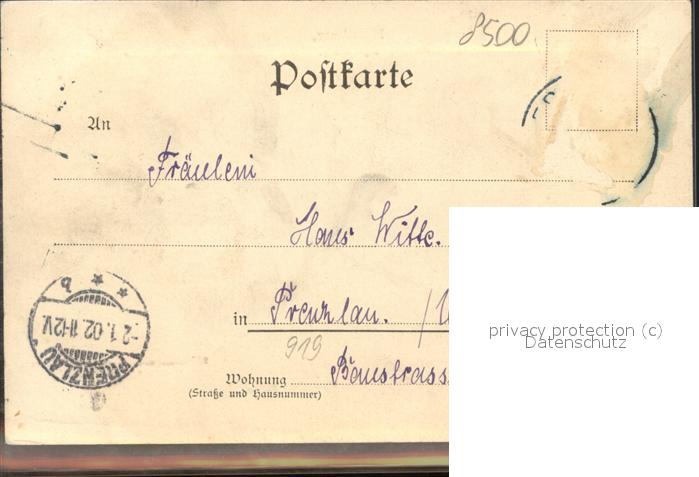 8500
Postkarte
An
Fräulein
Hans Witte.
in Prenzlau. /U
919
Wohnung Baustrass
(Straße und Hausnummer)
PRENZLAU
-2.1.02.11-12V.
* * b
privacy protection (c)
Datenschutz